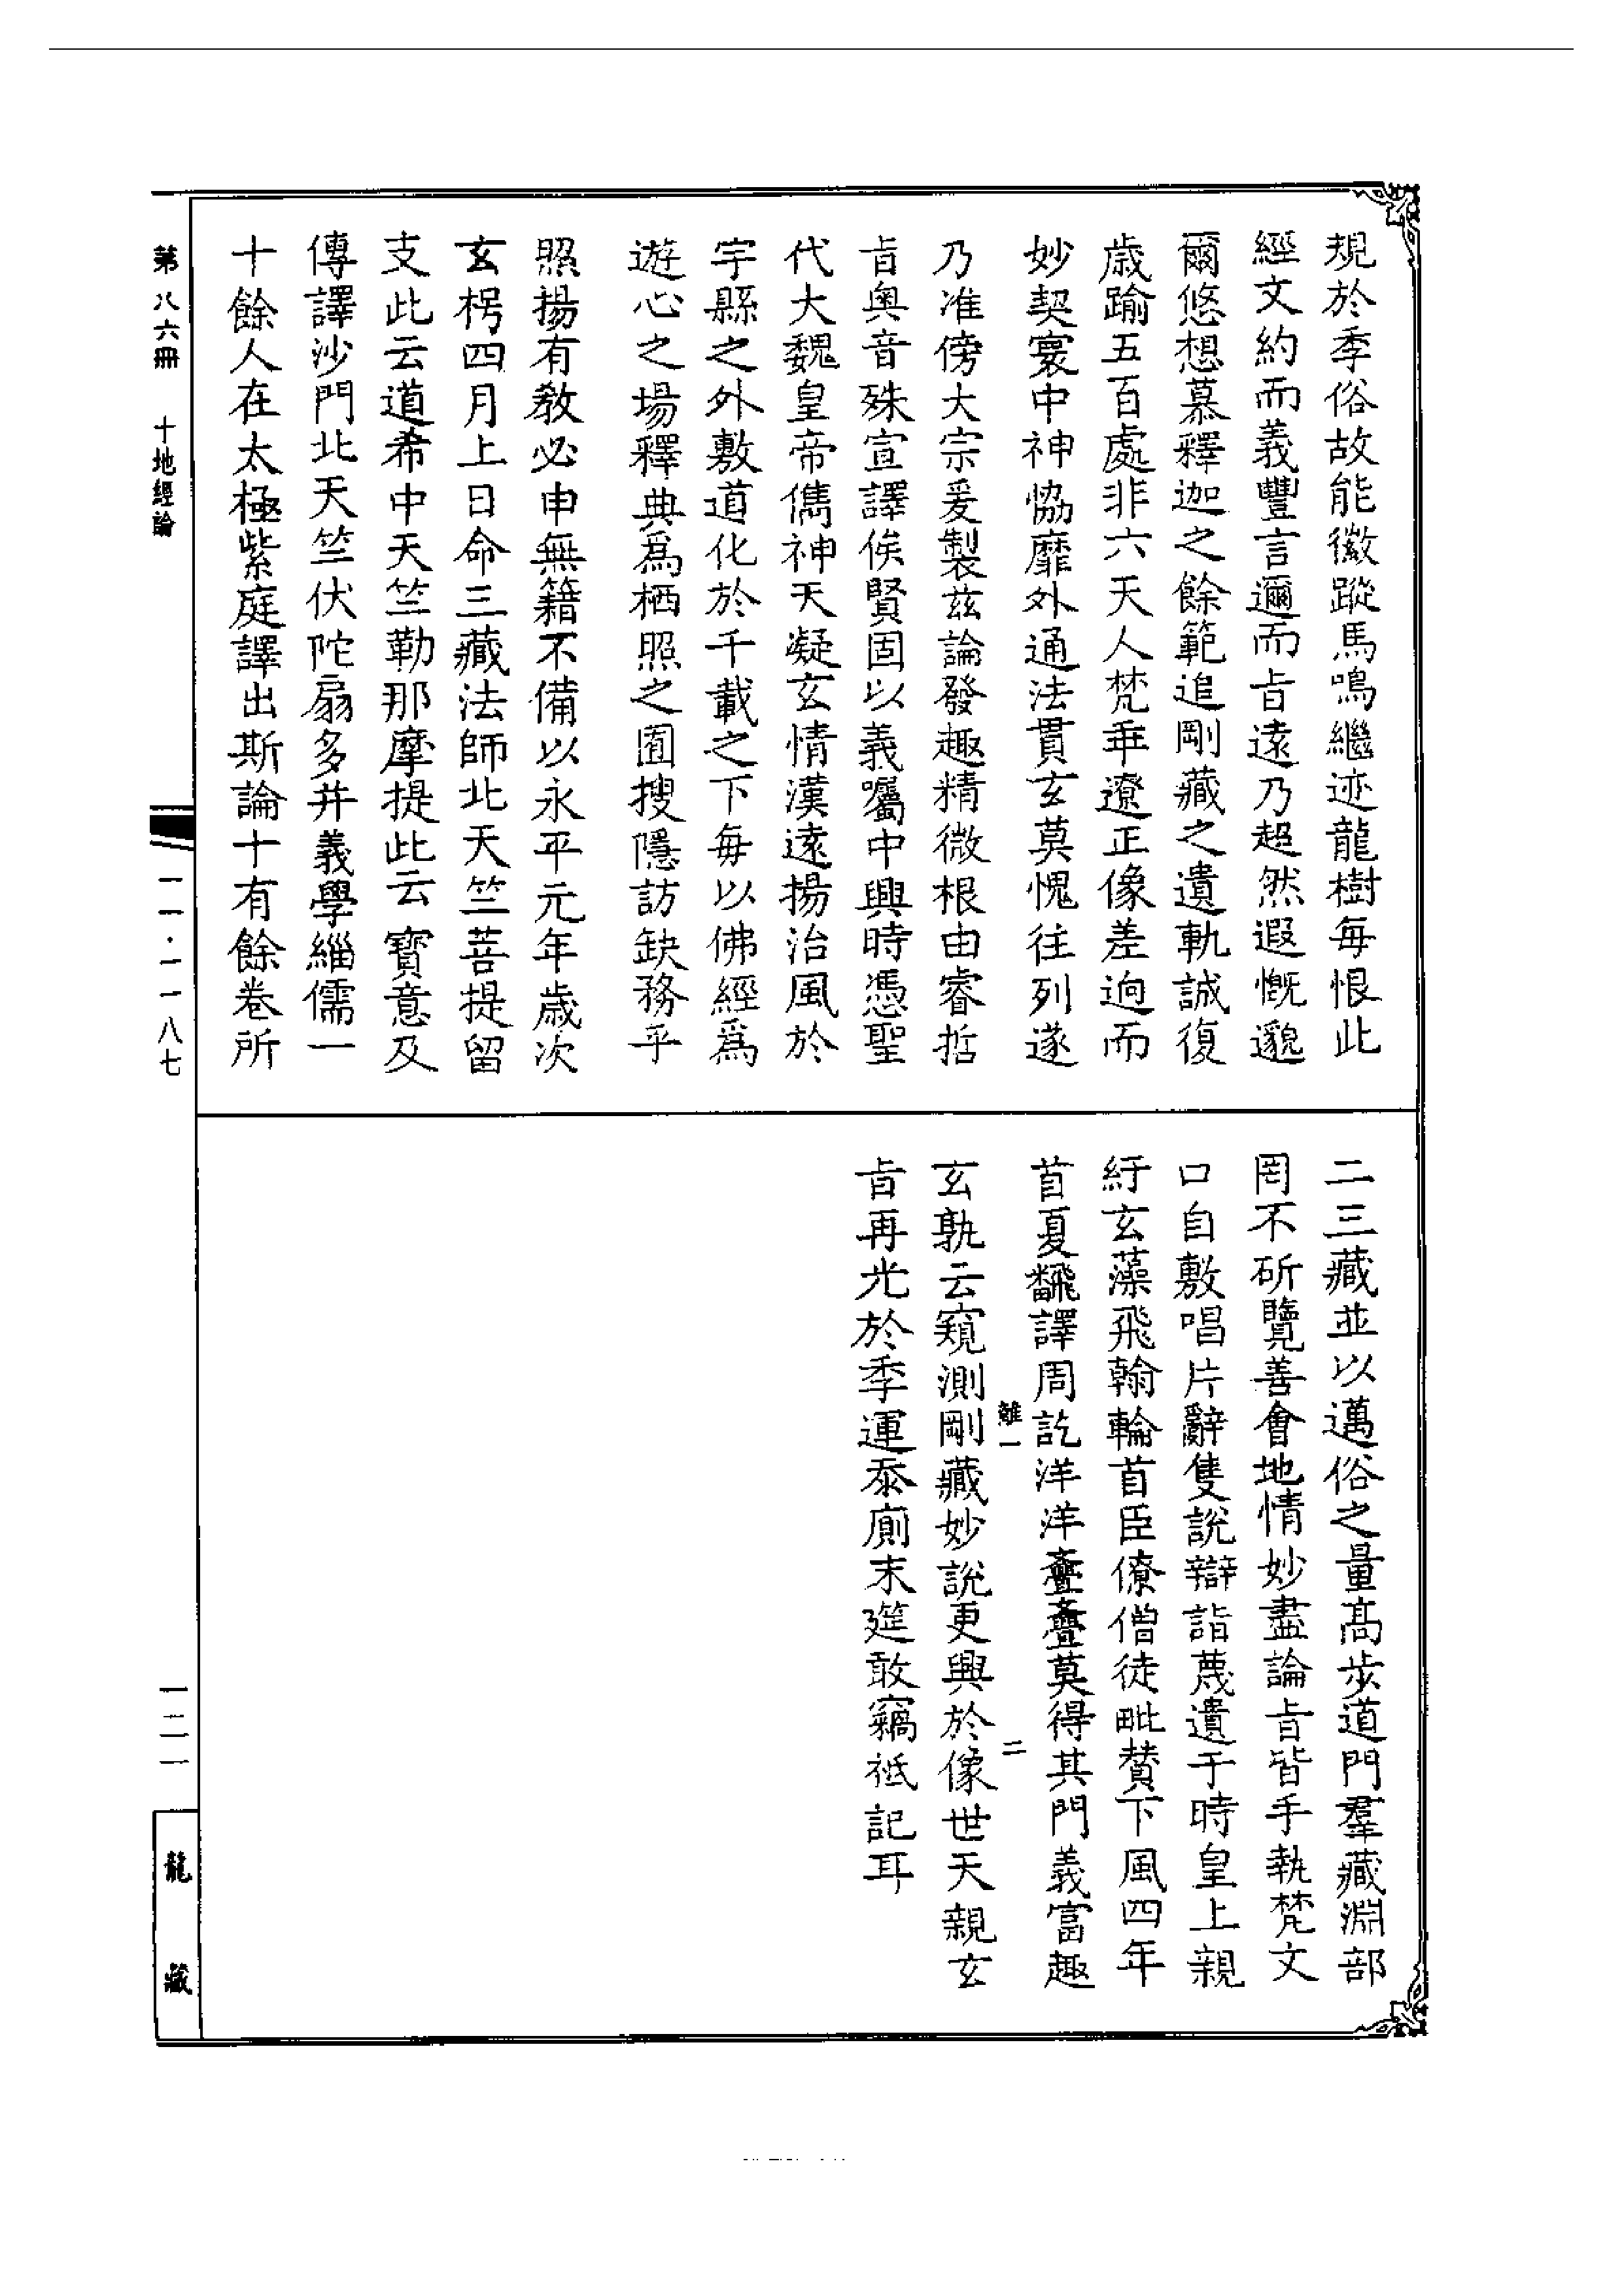 規於季俗故能徽蹤馬鳴繼迹龍樹每恨此
經文約而義豐言邇而旨遠乃超然遐慨邈
爾悠想慕釋迦之餘範追剛藏之遺軌誠復
歳踰五百處非六天人梵乖遼正像差逈而
妙契寰中神恊靡外通法貫玄莫愧往列遂
乃准傍大宗爰製茲論發趣精微根由睿哲
旨奧音殊宣譯俟賢固以義囑中興時憑聖
代大魏皇帝儁神天凝玄情漢遠揚治風於
宇縣之外敷道化於千載之下每以佛經爲
遊心之場釋典爲栖照之囿搜隱訪缺務乎
照揚有教必申無籍不備以永平元年歳次
玄枵四月上日命三藏法師北天竺菩提留
支此云道希中天竺勒那摩提此云寶意及
傳譯沙門北天竺伏陀扇多并義學緇儒一
十餘人在太極紫庭譯出斯論十有餘卷所
二三藏並以邁俗之量高步道門羣藏淵部
罔不硏覽善會地情妙盡論旨皆手執梵文
口自敷唱片辭隻說辯詣蔑遺于時皇上親
紆玄藻飛翰輪首臣僚僧徒毗贊下風四年
首夏飜譯周訖洋洋亹亹莫得其門義富趣
離一 二
玄孰云窺測剛藏妙說更興於像世天親玄
旨再光於季運忝廁末筵敢竊祗記耳
第八六冊 十地經論
一一·一一八七
一二一
龍藏